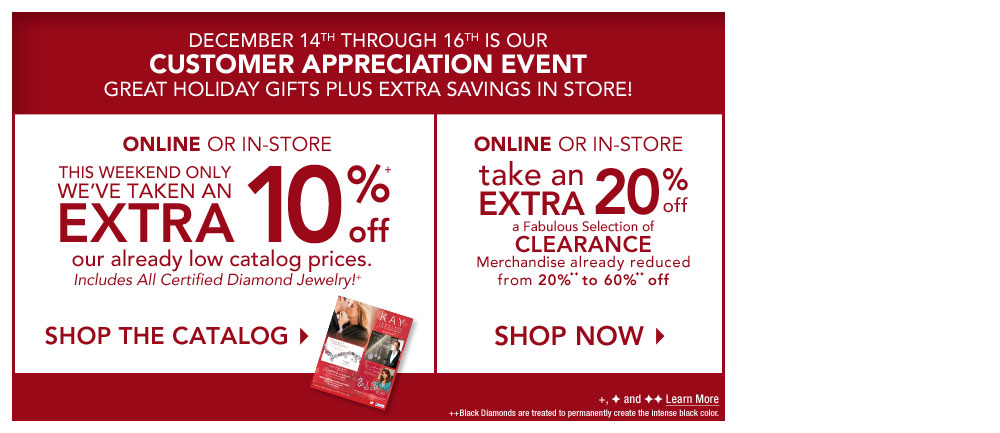 DECEMBER 14TH THROUGH 16TH IS OUR
CUSTOMER APPRECIATION EVENT
GREAT HOLIDAY GIFTS PLUS EXTRA SAVINGS IN STORE!
ONLINE OR IN-STORE
THIS WEEKEND ONLY
WE'VE TAKEN AN
EXTRA 10%+ off
our already low catalog prices.
Includes All Certified Diamond Jewelry!+
SHOP THE CATALOG
KAY
ONLINE OR IN-STORE
take an
EXTRA 20% off
a Fabulous Selection of
CLEARANCE
Merchandise already reduced
from 20%✦✦ to 60%✦✦ off
SHOP NOW
+, ✦ and ✦✦ Learn More
++Black Diamonds are treated to permanently create the intense black color.